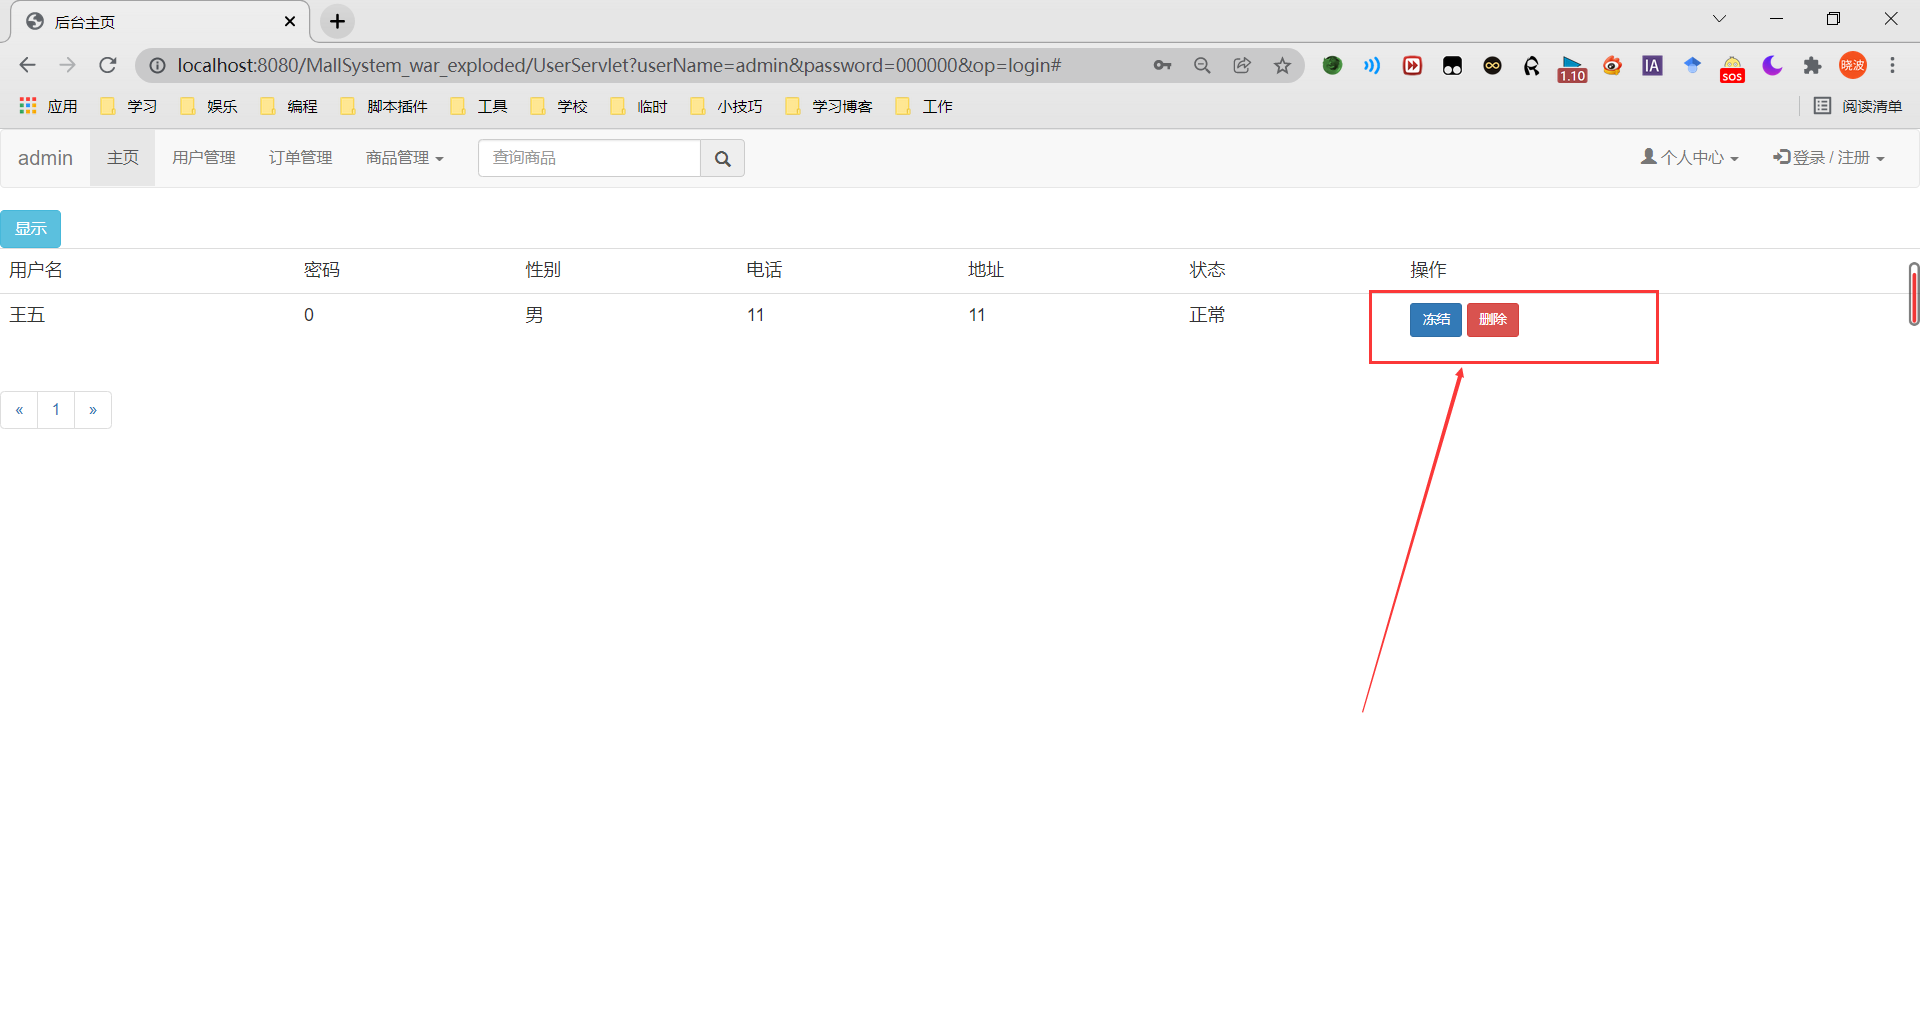 后台主页
localhost:8080/MallSystem_war_exploded/UserServlet?userName=admin&password=000000&op=login#
1.10
IA
sos
晓波
应用 学习 娱乐 编程 脚本插件 工具 学校 临时 小技巧 学习博客 工作 阅读清单
admin 主页 用户管理 订单管理 商品管理 查询商品 个人中心 登录 / 注册
显示
用户名 密码 性别 电话 地址 状态 操作
王五 0 男 11 11 正常 冻结 删除
« 1 »